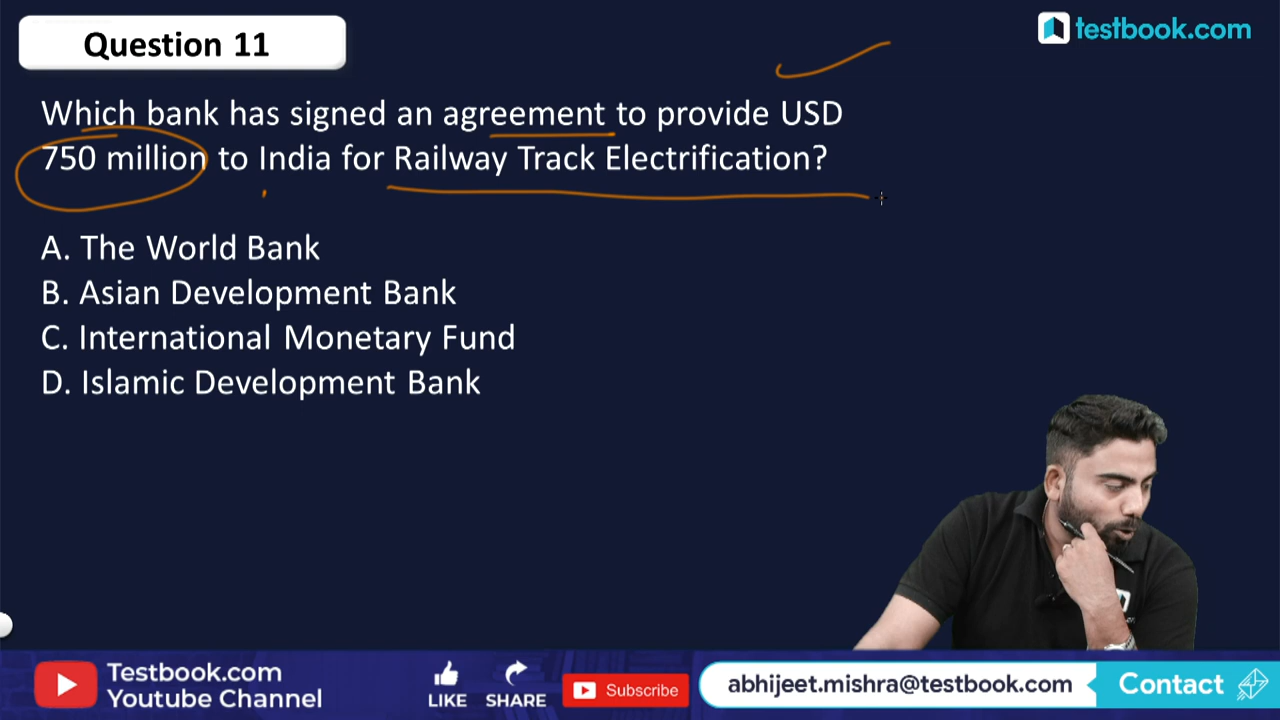 Question 11
testbook.com
Which bank has signed an agreement to provide USD
750 million to India for Railway Track Electrification?
A. The World Bank
B. Asian Development Bank
C. International Monetary Fund
D. Islamic Development Bank
Testbook.com
Youtube Channel
LIKE
SHARE
Subscribe
abhijeet.mishra@testbook.com
Contact